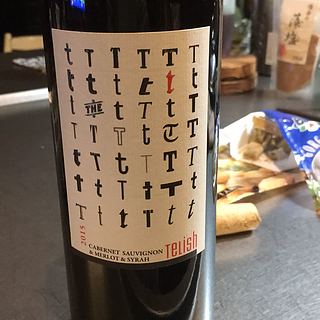 t T T T T T
t t t t t t
t THE t T t T
t T T t T T
t t t T T T
t t T t T t
T t t T t t
2015
CABERNET SAUVIGNON
& MERLOT & SYRAH
Telish